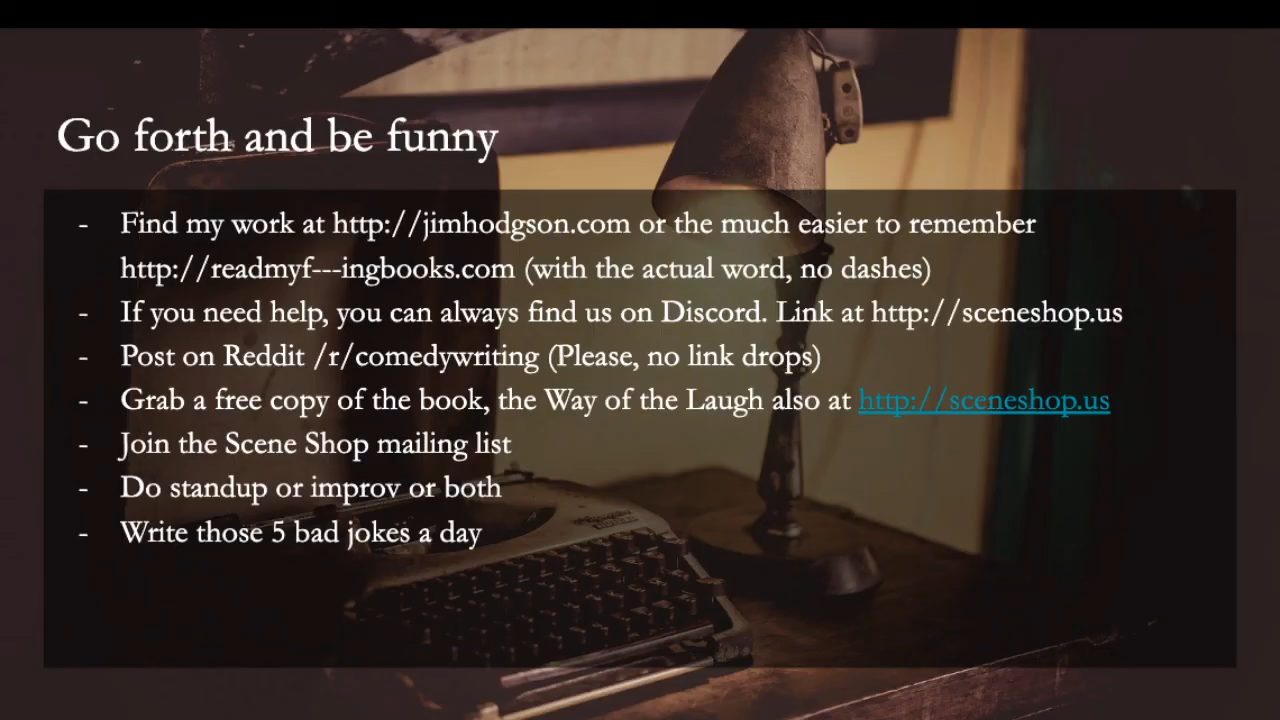 Go forth and be funny
- Find my work at http://jimhodgson.com or the much easier to remember
http://readmyf---ingbooks.com (with the actual word, no dashes)
- If you need help, you can always find us on Discord. Link at http://sceneshop.us
- Post on Reddit /r/comedywriting (Please, no link drops)
- Grab a free copy of the book, the Way of the Laugh also at http://sceneshop.us
- Join the Scene Shop mailing list
- Do standup or improv or both
- Write those 5 bad jokes a day